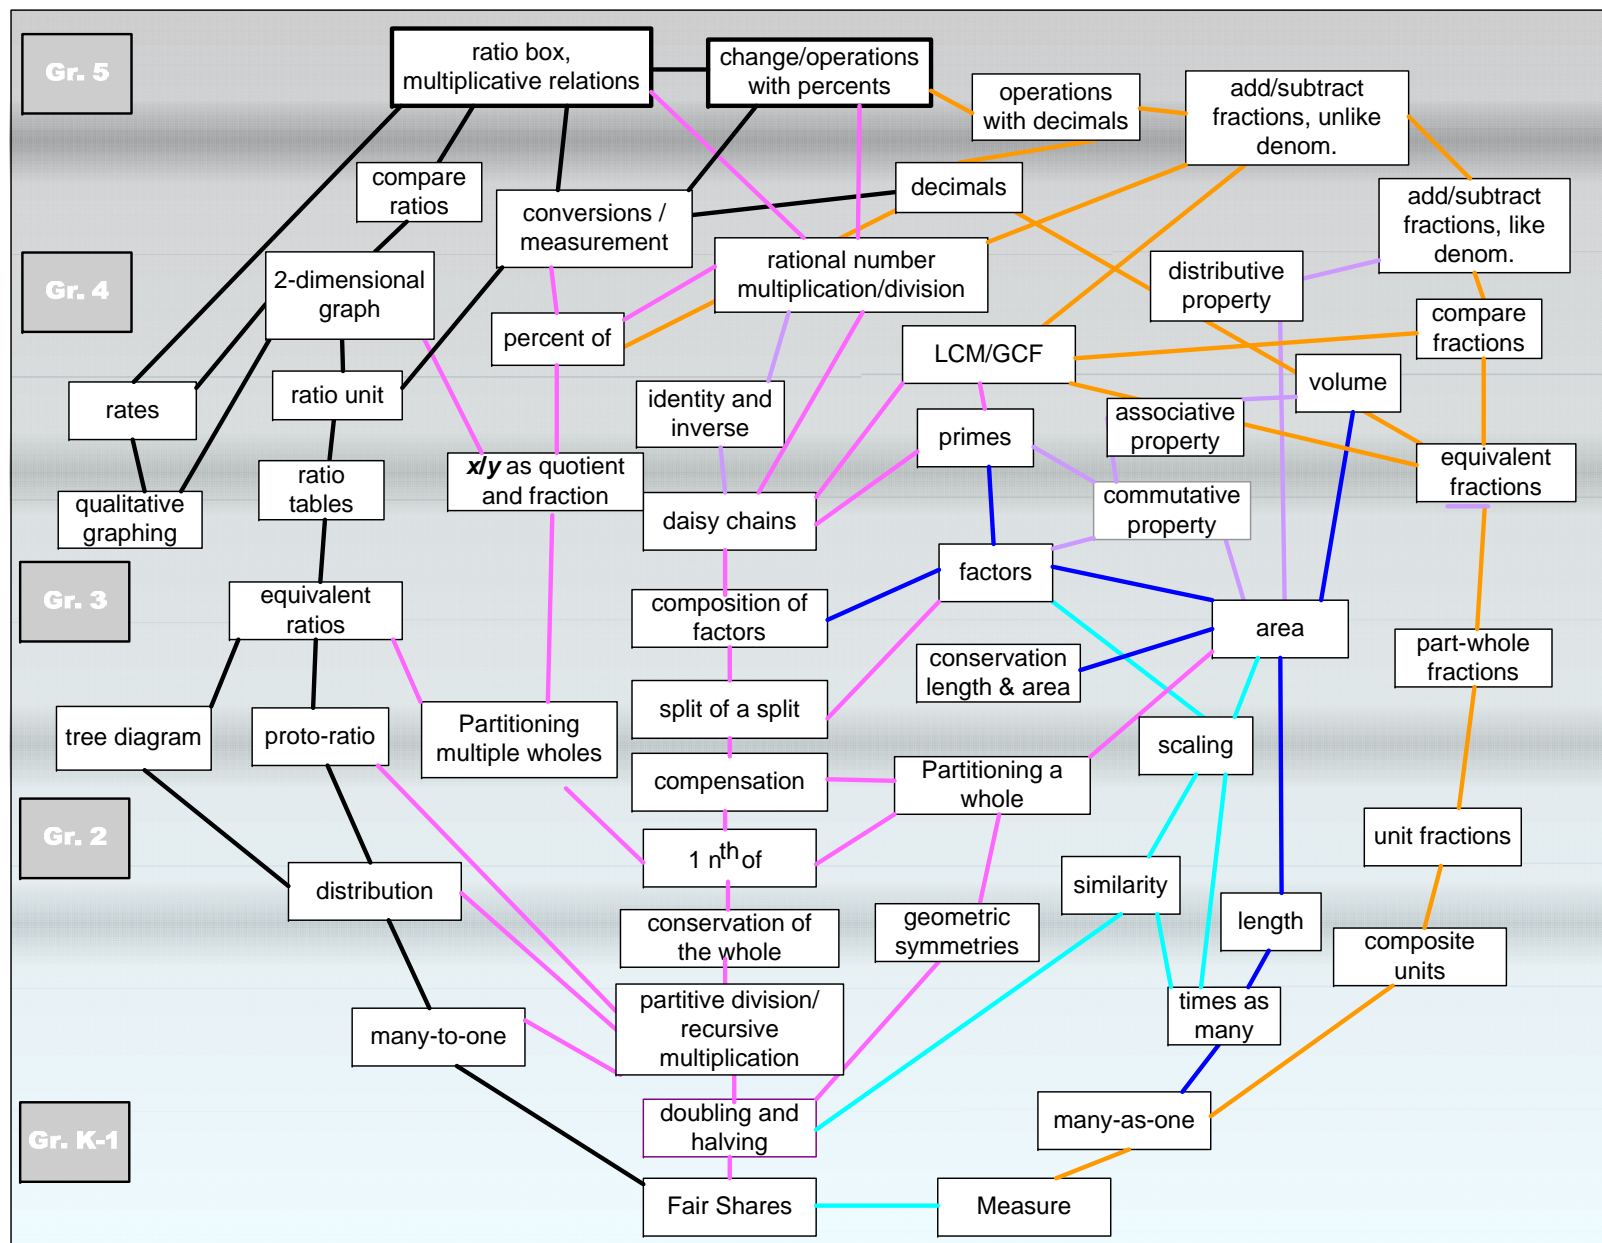 Gr. 5
ratio box,
multiplicative relations
change/operations
with percents
operations
with decimals
add/subtract
fractions, unlike
denom.
compare
ratios
conversions /
measurement
decimals
add/subtract
fractions, like
denom.
Gr. 4
2-dimensional
graph
percent of
rational number
multiplication/division
distributive
property
compare
fractions
LCM/GCF
volume
rates
ratio unit
identity and
inverse
primes
associative
property
equivalent
fractions
qualitative
graphing
ratio
tables
x/y as quotient
and fraction
daisy chains
commutative
property
Gr. 3
equivalent
ratios
composition of
factors
factors
area
conservation
length & area
part-whole
fractions
tree diagram
proto-ratio
Partitioning
multiple wholes
split of a split
scaling
compensation
Partitioning a
whole
Gr. 2
1 nth of
unit fractions
distribution
similarity
conservation of
the whole
geometric
symmetries
length
composite
units
many-to-one
partitive division/
recursive
multiplication
times as
many
Gr. K-1
doubling and
halving
many-as-one
Fair Shares
Measure